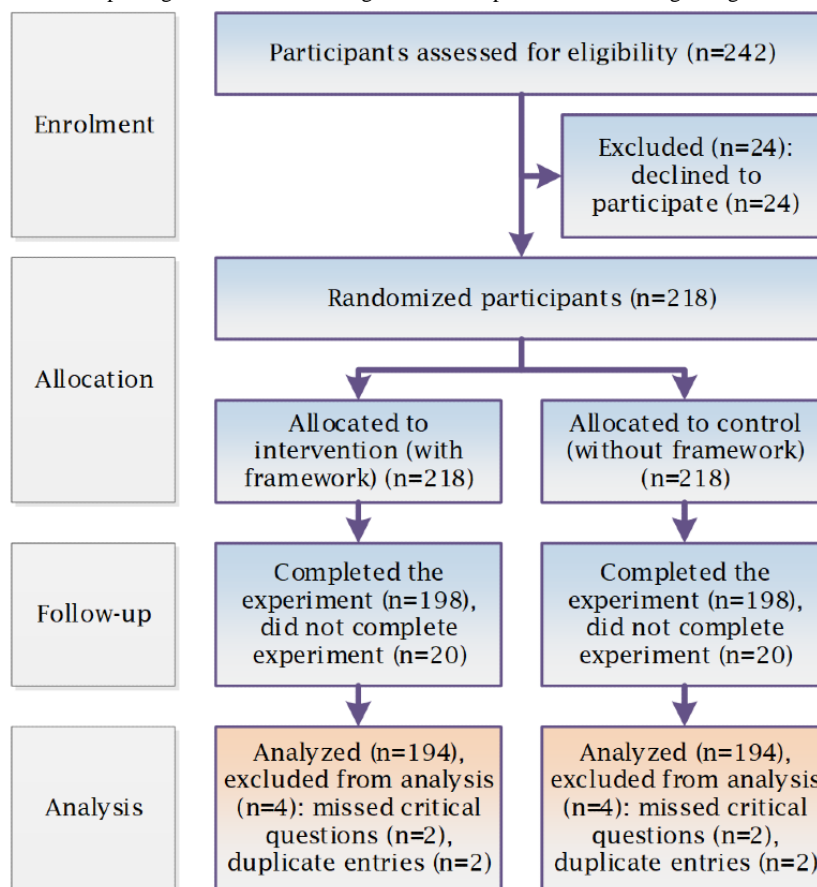 Enrolment
Participants assessed for eligibility (n=242)
Excluded (n=24):
declined to
participate (n=24)
Allocation
Randomized participants (n=218)
Allocated to
intervention (with
framework) (n=218)
Allocated to control
(without framework)
(n=218)
Follow-up
Completed the
experiment (n=198),
did not complete
experiment (n=20)
Completed the
experiment (n=198),
did not complete
experiment (n=20)
Analysis
Analyzed (n=194),
excluded from analysis
(n=4): missed critical
questions (n=2),
duplicate entries (n=2)
Analyzed (n=194),
excluded from analysis
(n=4): missed critical
questions (n=2),
duplicate entries (n=2)